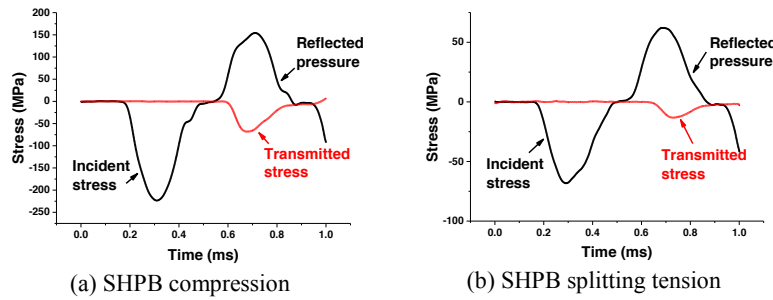 200
150
100
50
0
-50
-100
-150
-200
-250
Stress (MPa)
Reflected
pressure
Incident
stress
Transmitted
stress
0.0 0.2 0.4 0.6 0.8 1.0
Time (ms)
(a) SHPB compression
50
0
-50
-100
Stress (MPa)
Reflected
pressure
Incident
stress
Transmitted
stress
0.0 0.2 0.4 0.6 0.8 1.0
Time (ms)
(b) SHPB splitting tension